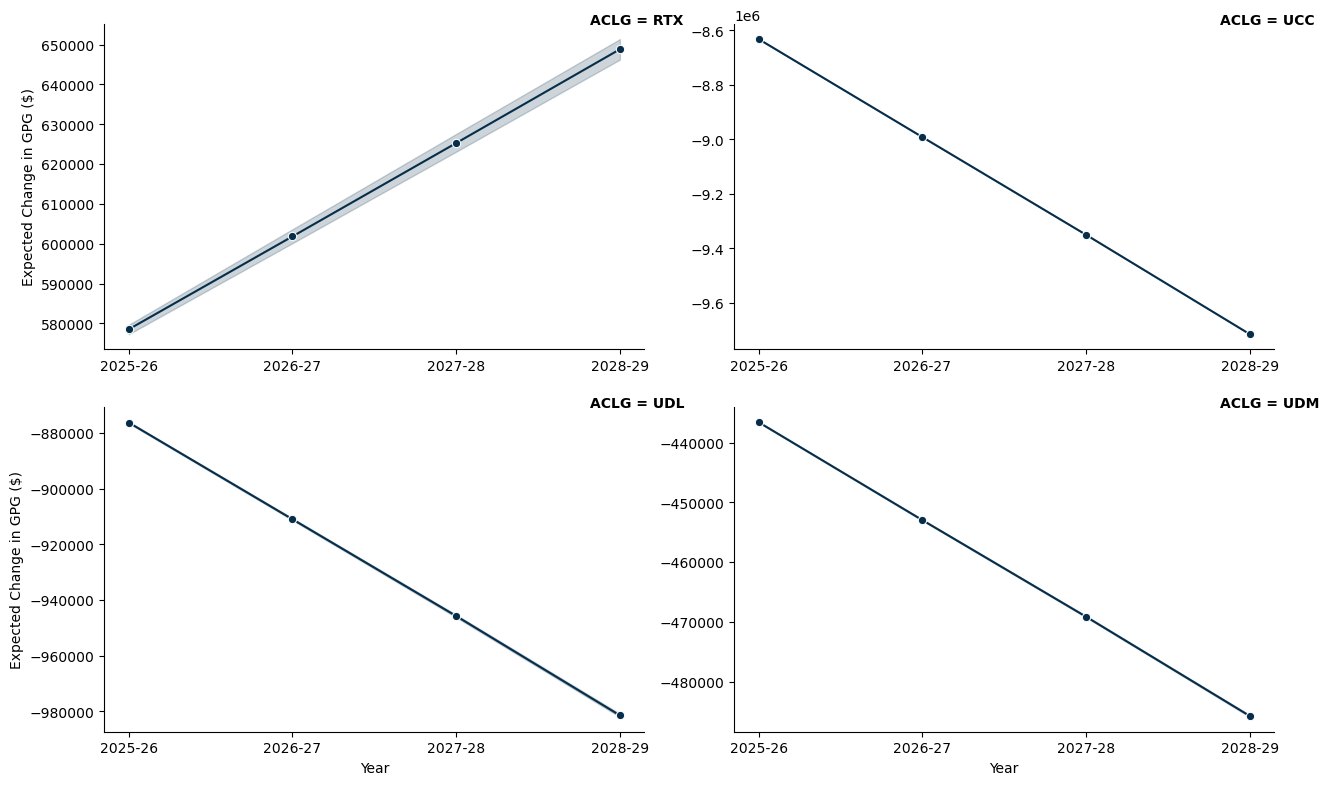 ACLG = RTX
Expected Change in GPG ($)
650000
640000
630000
620000
610000
600000
590000
580000
2025-26 2026-27 2027-28 2028-29
ACLG = UCC
1e6
−8.6
−8.8
−9.0
−9.2
−9.4
−9.6
2025-26 2026-27 2027-28 2028-29
ACLG = UDL
Expected Change in GPG ($)
−880000
−900000
−920000
−940000
−960000
−980000
2025-26 2026-27 2027-28 2028-29
Year
ACLG = UDM
−440000
−450000
−460000
−470000
−480000
2025-26 2026-27 2027-28 2028-29
Year